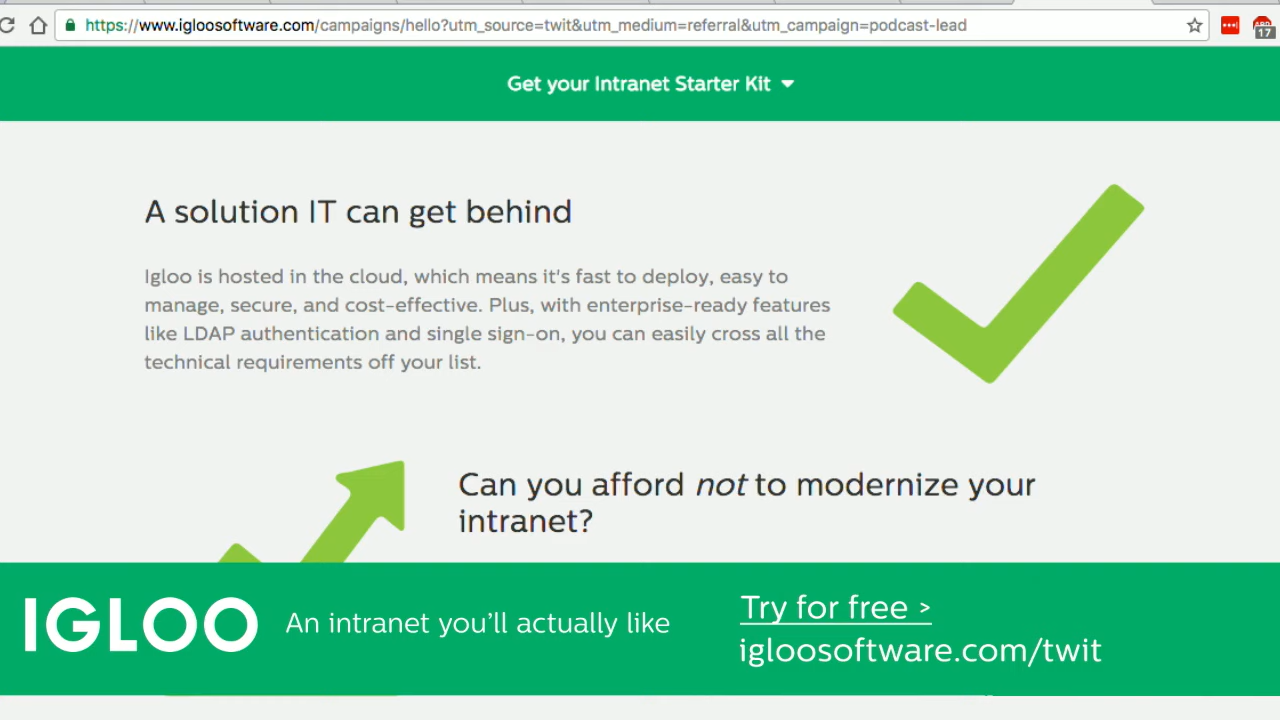 https://www.igloosoftware.com/campaigns/hello?utm_source=twit&utm_medium=referral&utm_campaign=podcast-lead
17
Get your Intranet Starter Kit
A solution IT can get behind
Igloo is hosted in the cloud, which means it's fast to deploy, easy to
manage, secure, and cost-effective. Plus, with enterprise-ready features
like LDAP authentication and single sign-on, you can easily cross all the
technical requirements off your list.
Can you afford not to modernize your
intranet?
IGLOO
An intranet you'll actually like
Try for free >
igloosoftware.com/twit